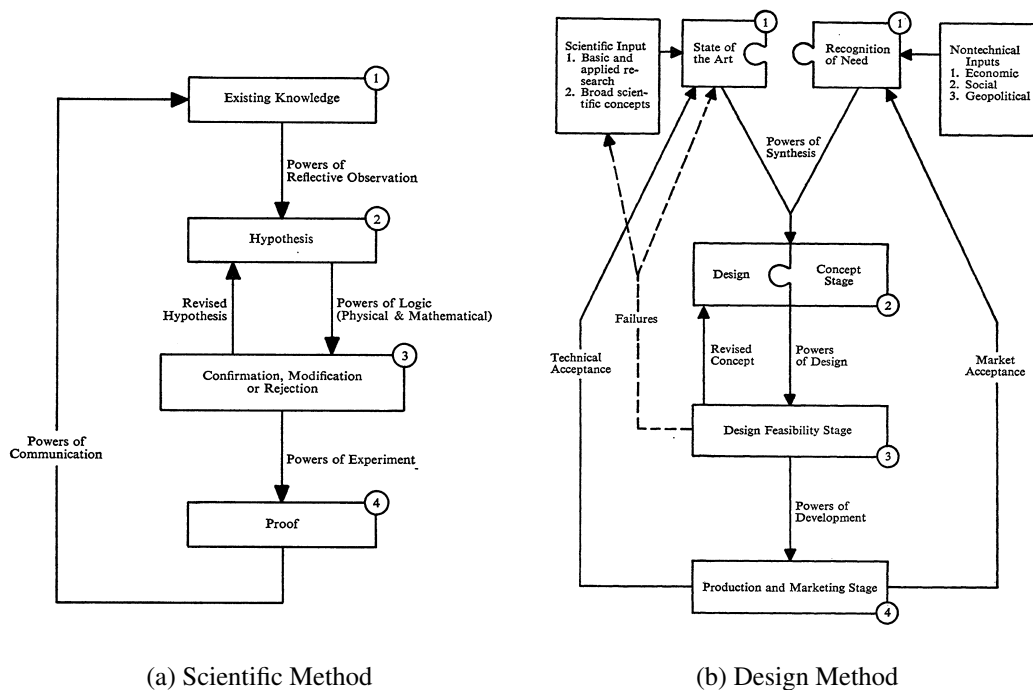 1
Existing Knowledge
Powers of
Reflective Observation
2
Hypothesis
Revised
Hypothesis
Powers of Logic
(Physical & Mathematical)
3
Confirmation, Modification
or Rejection
Powers of
Communication
Powers of Experiment
4
Proof
(a) Scientific Method
Scientific Input
1. Basic and
applied re-
search
2. Broad scien-
tific concepts
1
State of
the Art
1
Recognition
of Need
Nontechnical
Inputs
1. Economic
2. Social
3. Geopolitical
Powers of
Synthesis
Design
Concept
Stage
2
Failures
Technical
Acceptance
Revised
Concept
Powers
of Design
Market
Acceptance
Design Feasibility Stage
3
Powers of
Development
Production and Marketing Stage
4
(b) Design Method